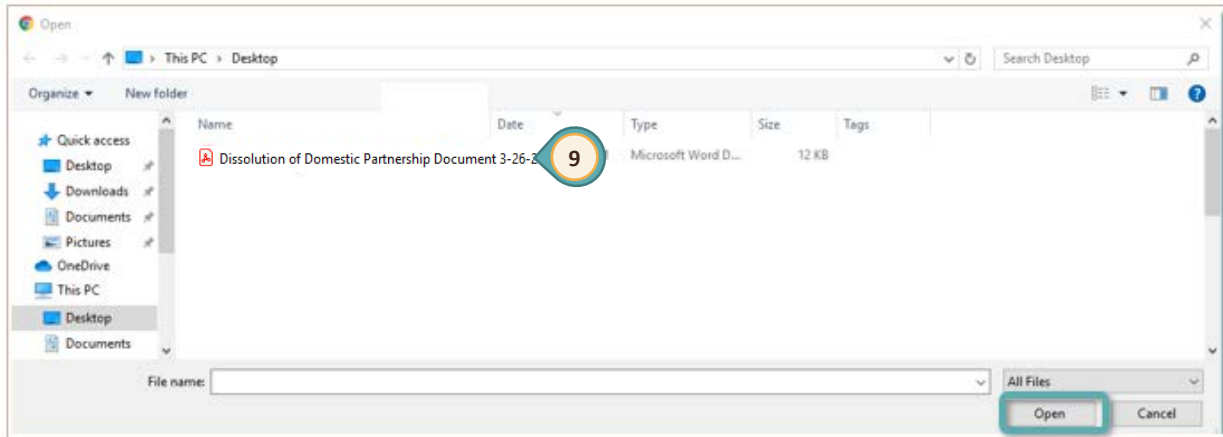 Open
This PC > Desktop
Search Desktop
Organize
New folder
Name Date Type Size Tags
Quick access
Desktop
Downloads
Documents
Pictures
OneDrive
This PC
Desktop
Documents
Dissolution of Domestic Partnership Document 3-26-2
9
Microsoft Word D...
12 KB
File name:
All Files
Open
Cancel